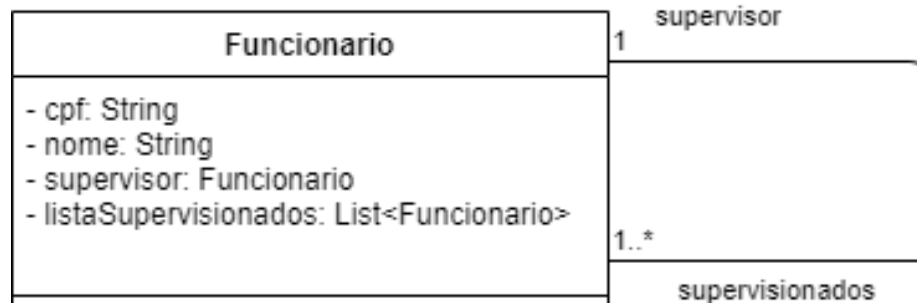 supervisor
Funcionario
1
- cpf: String
- nome: String
- supervisor: Funcionario
- listaSupervisionados: List<Funcionario>
1..*
supervisionados